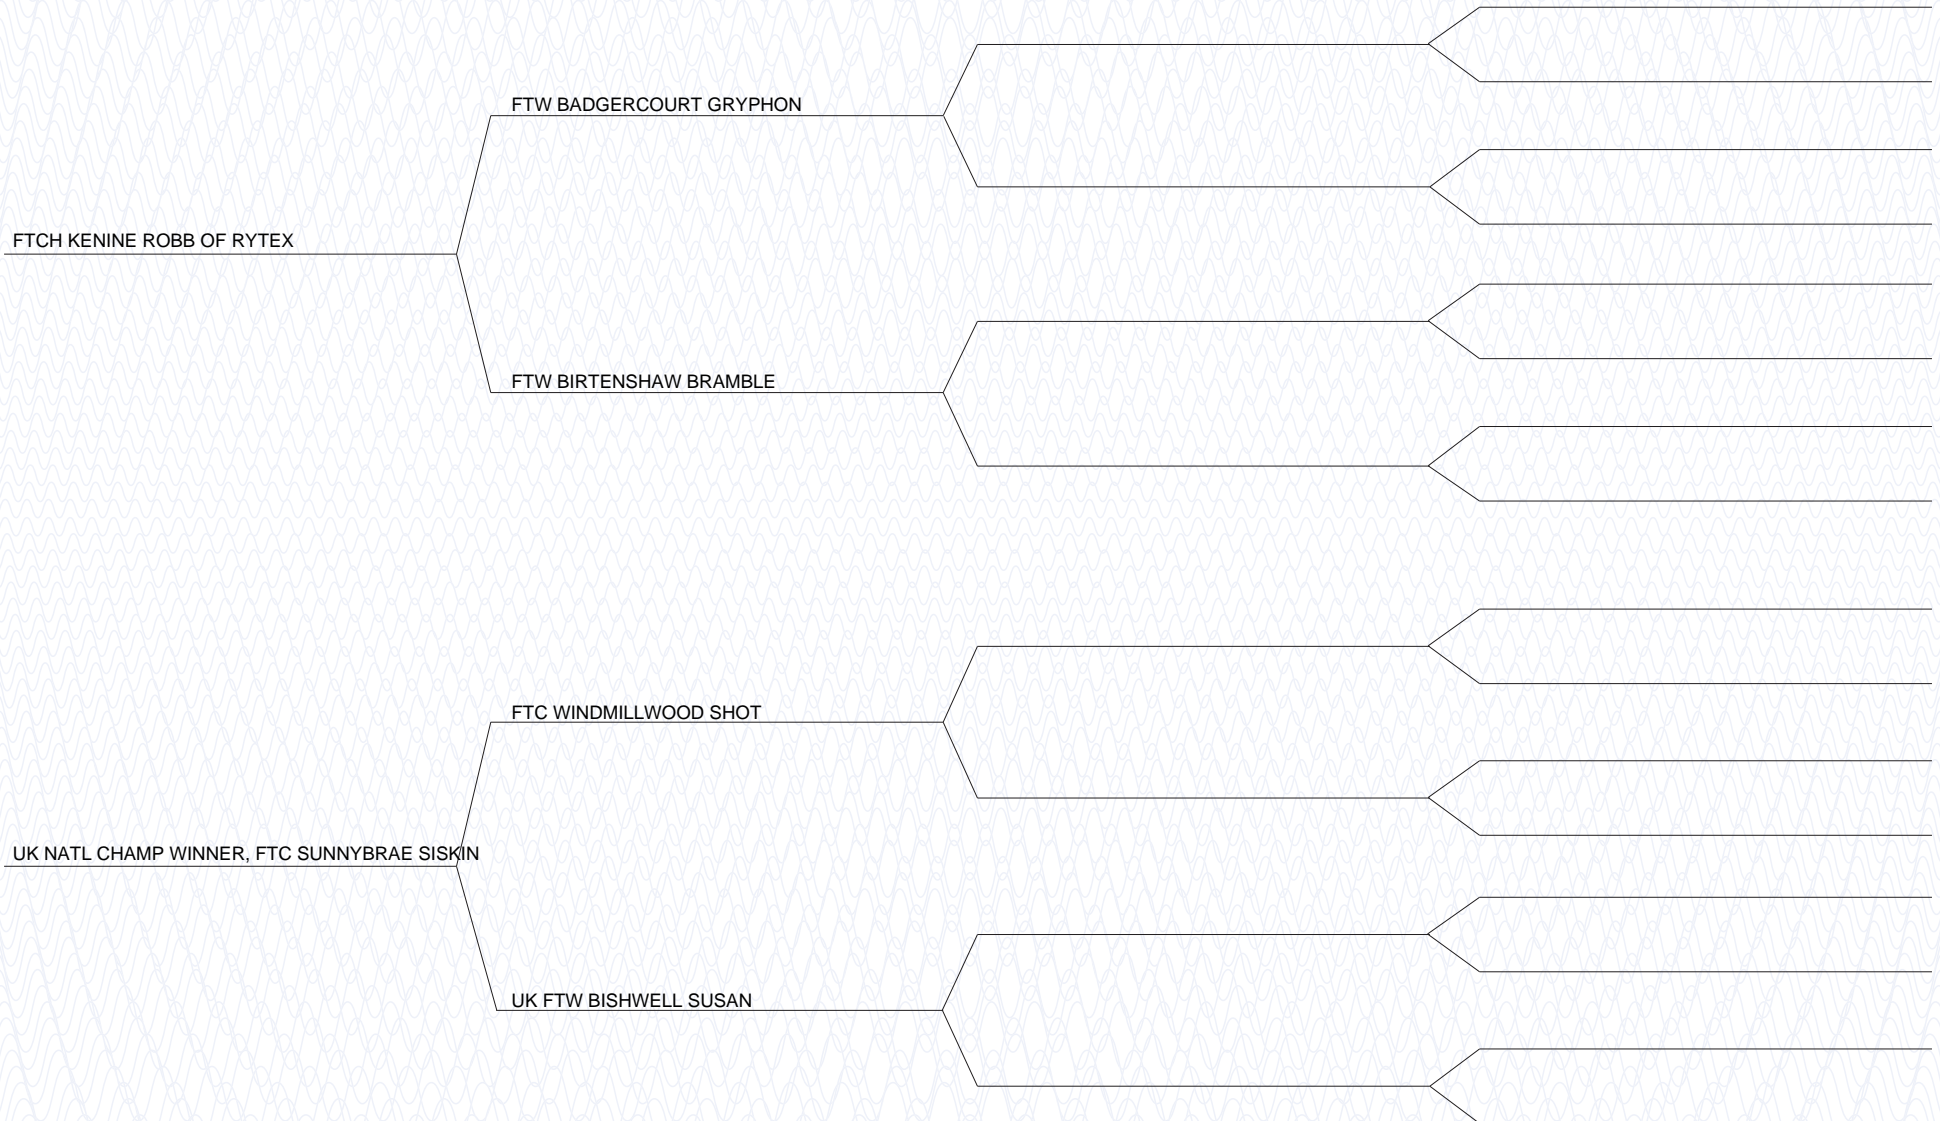 FTW BADGERCOURT GRYPHON
FTCH KENINE ROBB OF RYTEX
FTW BIRTENSHAW BRAMBLE
FTC WINDMILLWOOD SHOT
UK NATL CHAMP WINNER, FTC SUNNYBRAE SISKIN
UK FTW BISHWELL SUSAN